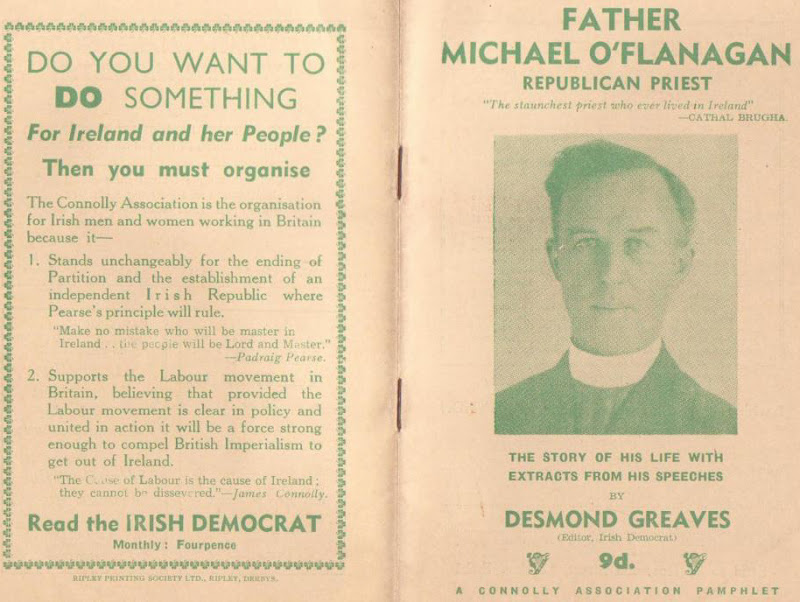 DO YOU WANT TO
DO SOMETHING
For Ireland and her People?
Then you must organise
The Connolly Association is the organisation
for Irish men and women working in Britain
because it—
1. Stands unchangeably for the ending of
Partition and the establishment of an
independent Irish Republic where
Pearse's principle will rule.
"Make no mistake who will be master in
Ireland . . the people will be Lord and Master."
—Padraig Pearse.
2. Supports the Labour movement in
Britain, believing that provided the
Labour movement is clear in policy and
united in action it will be a force strong
enough to compel British Imperialism to
get out of Ireland.
"The Cause of Labour is the cause of Ireland;
they cannot be dissevered."—James Connolly.
Read the IRISH DEMOCRAT
Monthly: Fourpence
RIPLEY PRINTING SOCIETY LTD., RIPLEY, DERBYS.
FATHER
MICHAEL O'FLANAGAN
REPUBLICAN PRIEST
"The staunchest priest who ever lived in Ireland"
—CATHAL BRUGHA.
THE STORY OF HIS LIFE WITH
EXTRACTS FROM HIS SPEECHES
BY
DESMOND GREAVES
(Editor, Irish Democrat)
9d.
A CONNOLLY ASSOCIATION PAMPHLET